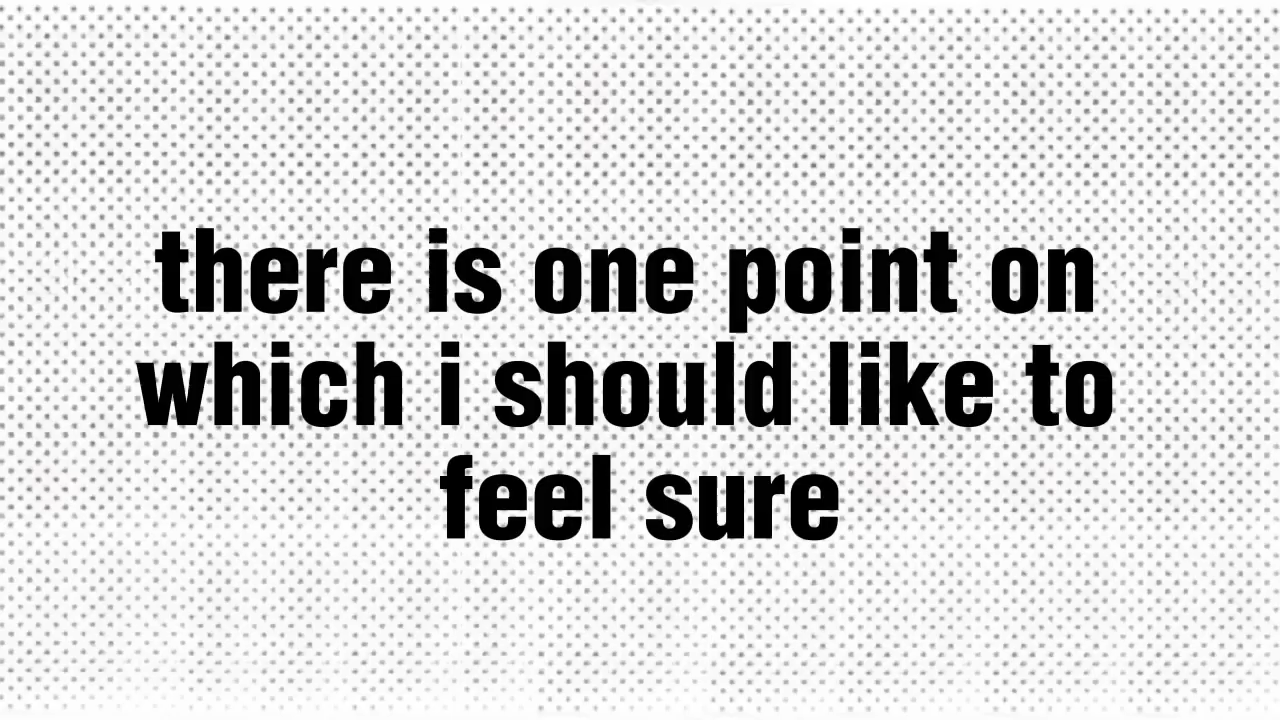 there is one point on
which i should like to
feel sure